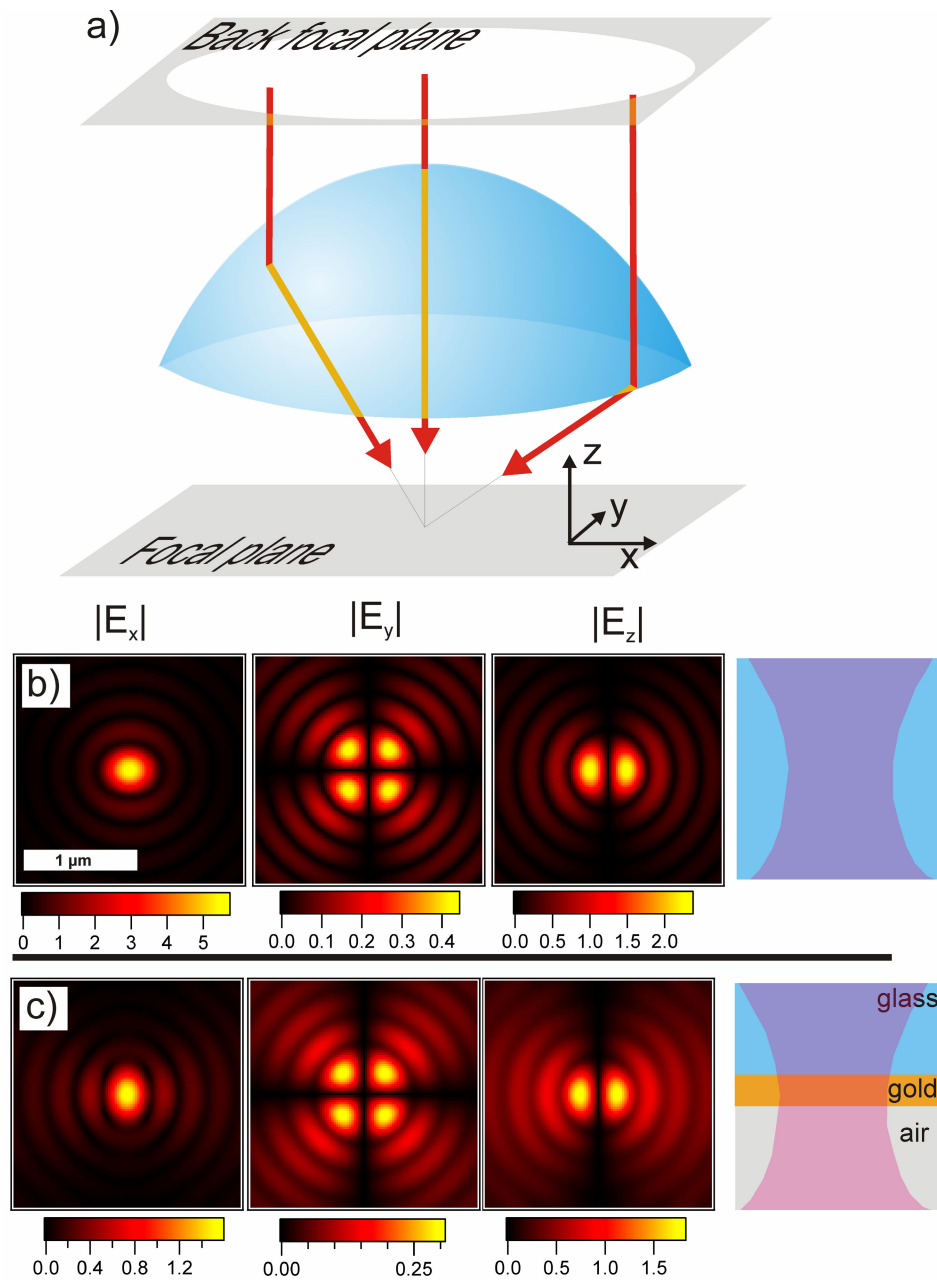 a)
Back focal plane
z
y
x
Focal plane
|Eₓ| |Eᵧ| |E_z|
b)
1 µm
0 1 2 3 4 5 0.0 0.1 0.2 0.3 0.4 0.0 0.5 1.0 1.5 2.0
c)
glass
gold
air
0.0 0.4 0.8 1.2 0.00 0.25 0.0 0.5 1.0 1.5